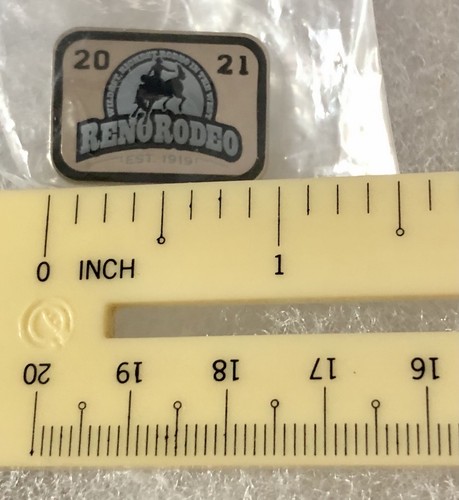 20 21
WILDEST, RICHEST RODEO IN THE WEST
RENO RODEO
EST 1919
0 INCH 1
20 19 18 17 16